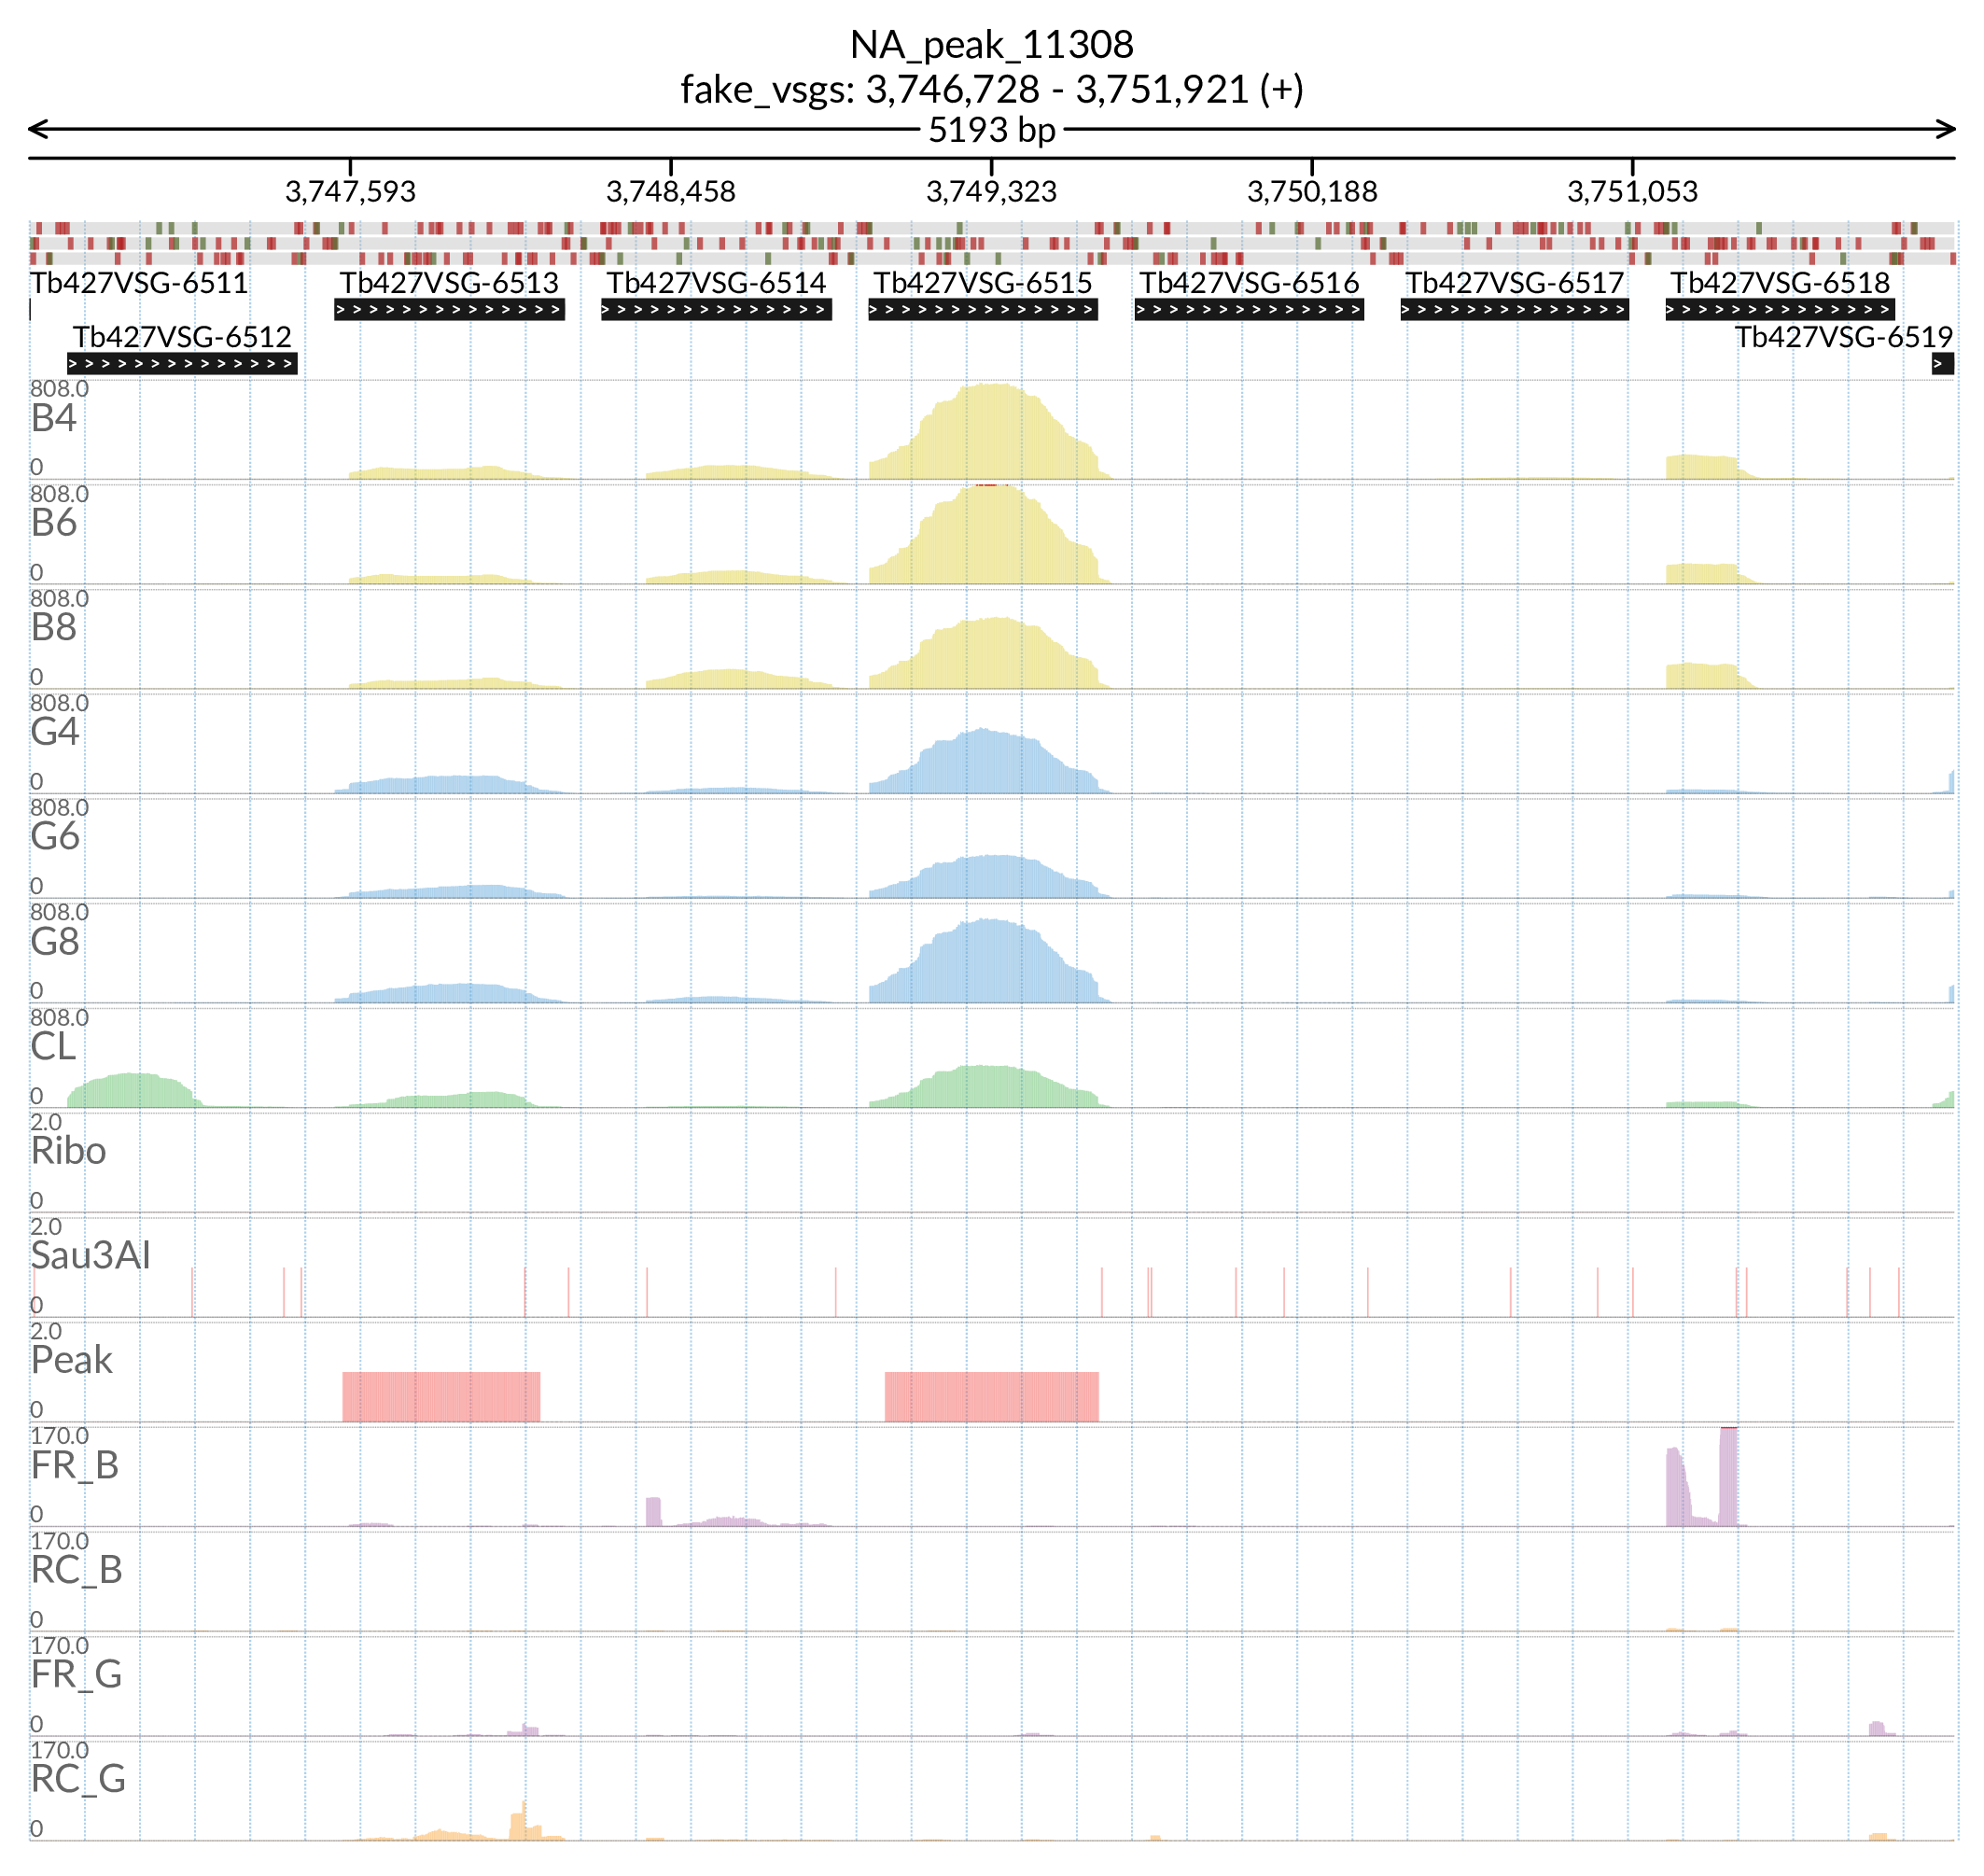 NA_peak_11308
fake_vsgs: 3,746,728 - 3,751,921 (+)
5193 bp
3,747,593 3,748,458 3,749,323 3,750,188 3,751,053
Tb427VSG-6511 Tb427VSG-6513 Tb427VSG-6514 Tb427VSG-6515 Tb427VSG-6516 Tb427VSG-6517 Tb427VSG-6518
Tb427VSG-6512 Tb427VSG-6519
808.0
B4
0
808.0
B6
0
808.0
B8
0
808.0
G4
0
808.0
G6
0
808.0
G8
0
808.0
CL
0
2.0
Ribo
0
2.0
Sau3AI
0
2.0
Peak
0
170.0
FR_B
0
170.0
RC_B
0
170.0
FR_G
0
170.0
RC_G
0